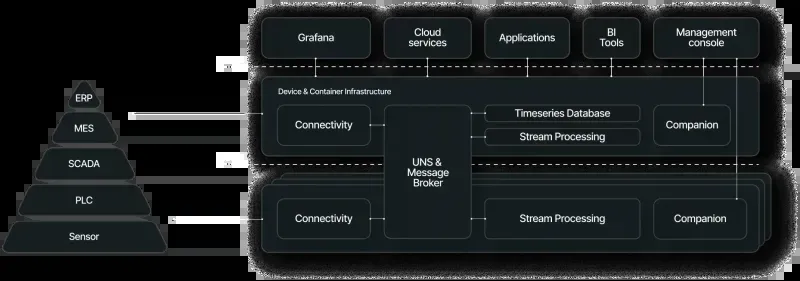 Grafana
Cloud
services
Applications
BI
Tools
Management
console
Device & Container Infrastructure
Connectivity
UNS &
Message
Broker
Timeseries Database
Stream Processing
Companion
Connectivity
Stream Processing
Companion
ERP
MES
SCADA
PLC
Sensor